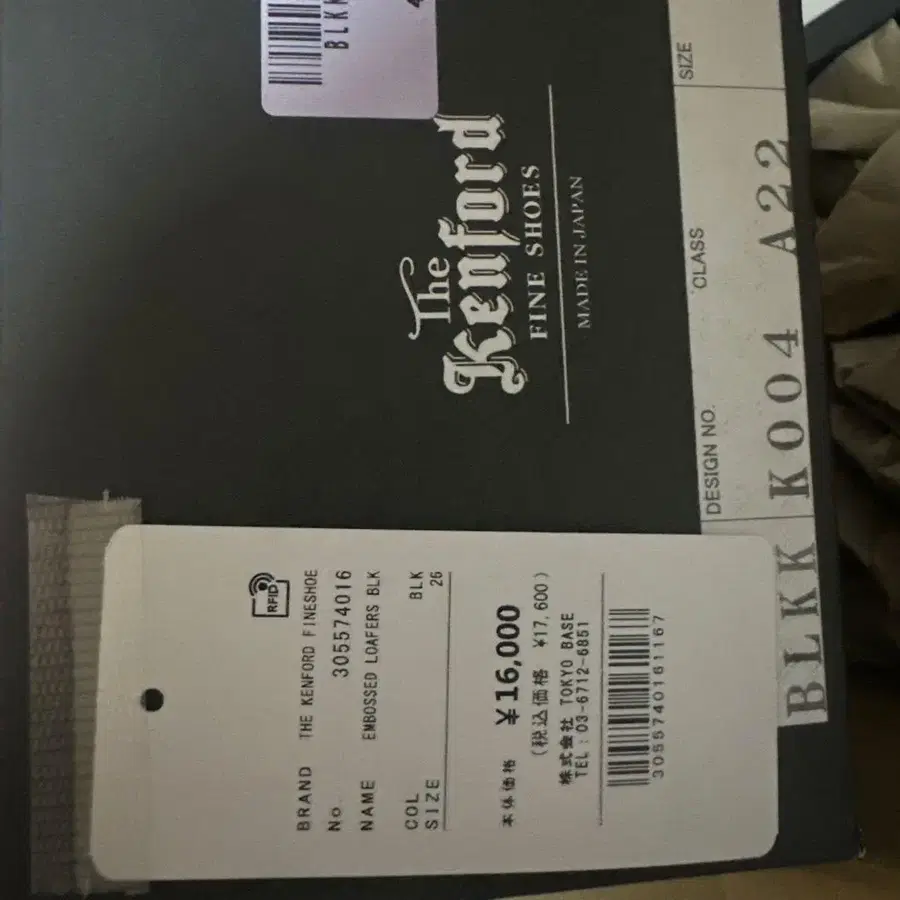 BLKK
The
Kenford
FINE SHOES
MADE IN JAPAN
DESIGN NO.
CLASS
SIZE
BLKK K004 A22
RFID
BRAND THE KENFORD FINESHOE
No. 305574016
NAME EMBOSSED LOAFERS BLK
COL BLK
SIZE 26
本体価格 ¥16,000
(税込価格 ¥17,600)
株式会社 TOKYO BASE
TEL:03-6712-6851
3055740161167